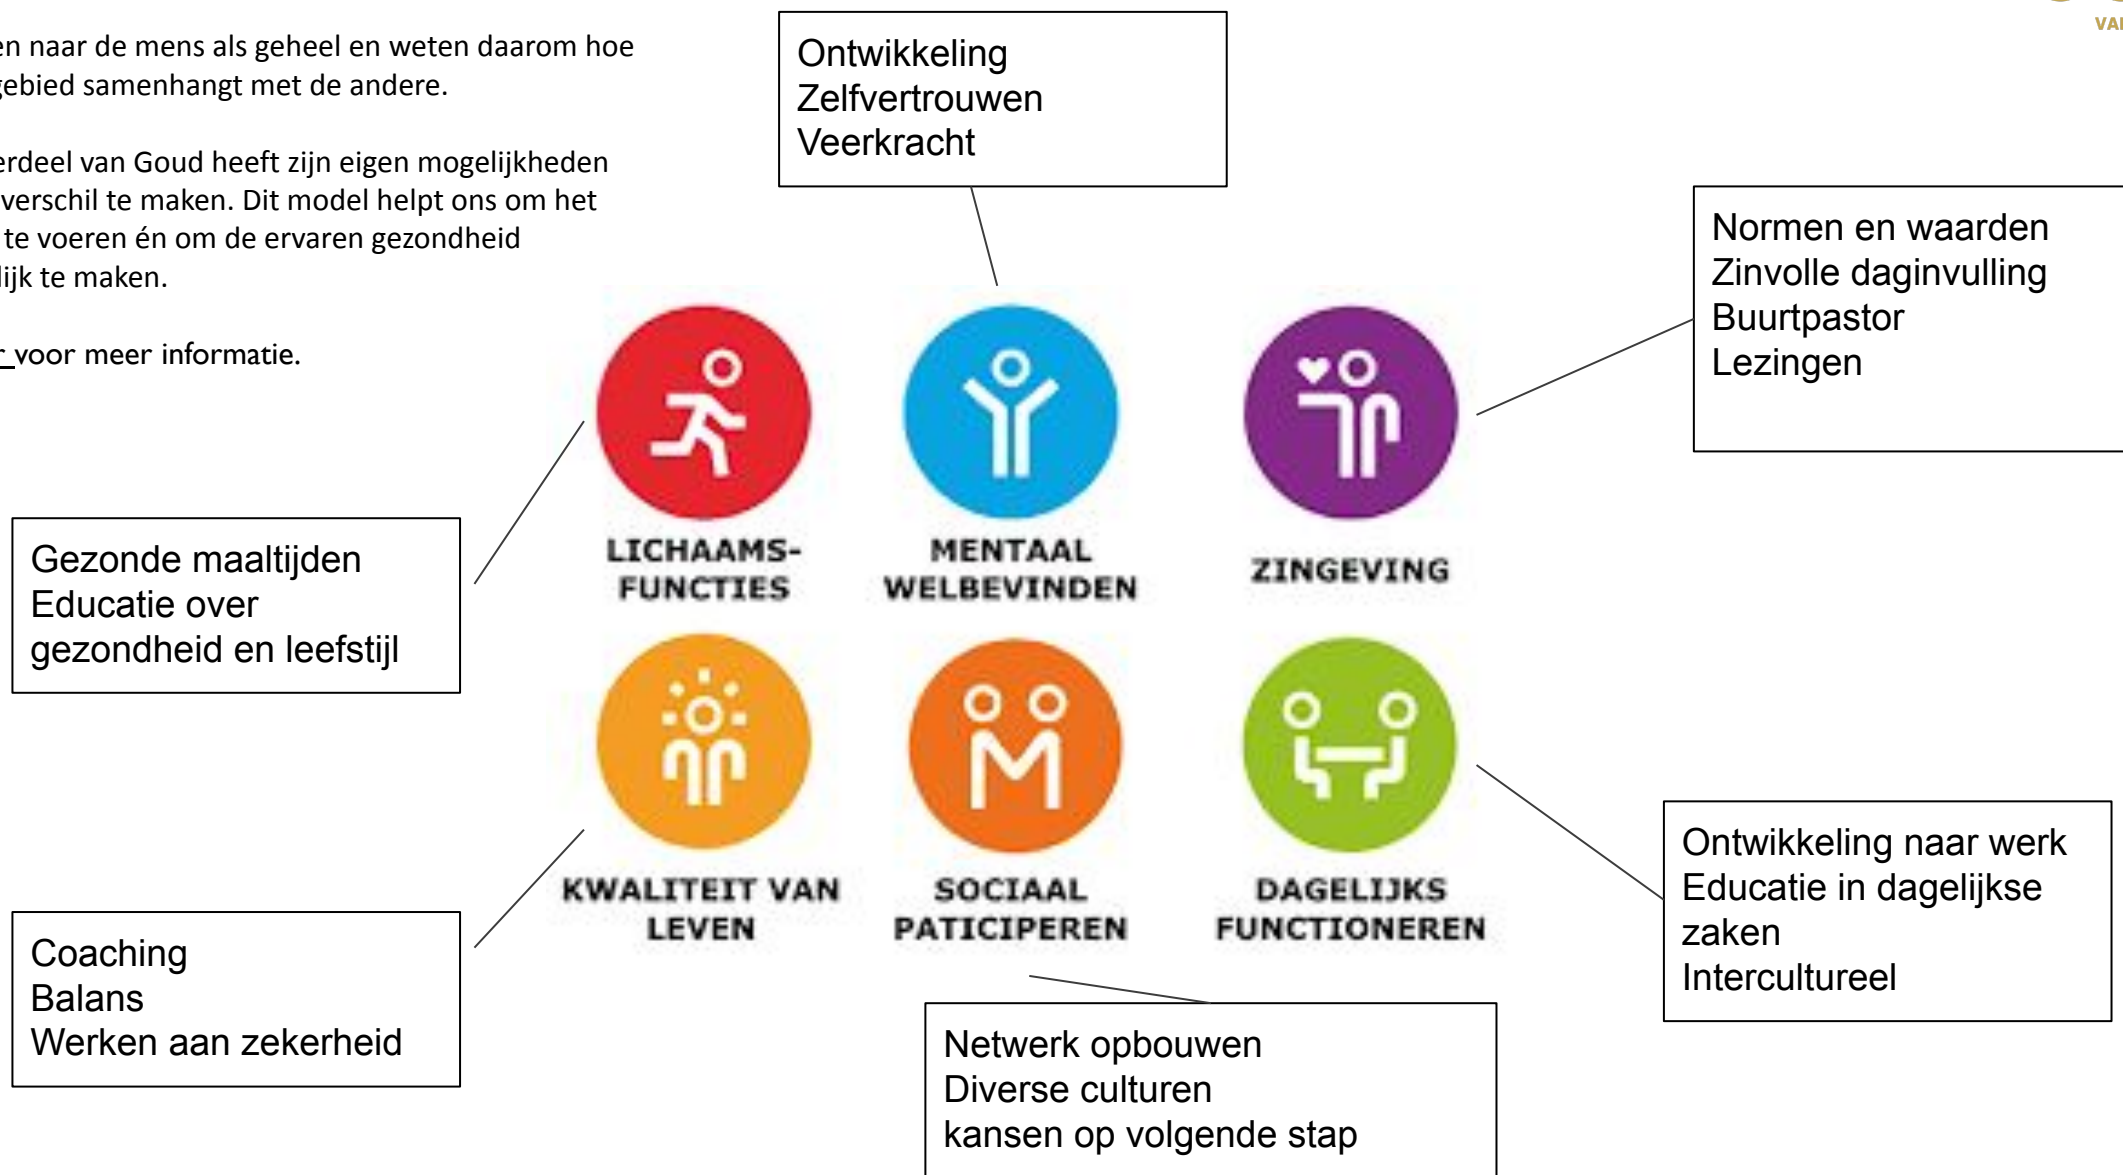 en naar de mens als geheel en weten daarom hoe
gebied samenhangt met de andere.
erdeel van Goud heeft zijn eigen mogelijkheden
verschil te maken. Dit model helpt ons om het
te voeren én om de ervaren gezondheid
lijk te maken.
r voor meer informatie.
VAN
Ontwikkeling
Zelfvertrouwen
Veerkracht
Normen en waarden
Zinvolle daginvulling
Buurtpastor
Lezingen
LICHAAMS-
FUNCTIES
MENTAAL
WELBEVINDEN
ZINGEVING
Gezonde maaltijden
Educatie over
gezondheid en leefstijl
KWALITEIT VAN
LEVEN
SOCIAAL
PATICIPEREN
DAGELIJKS
FUNCTIONEREN
Coaching
Balans
Werken aan zekerheid
Netwerk opbouwen
Diverse culturen
kansen op volgende stap
Ontwikkeling naar werk
Educatie in dagelijkse
zaken
Intercultureel